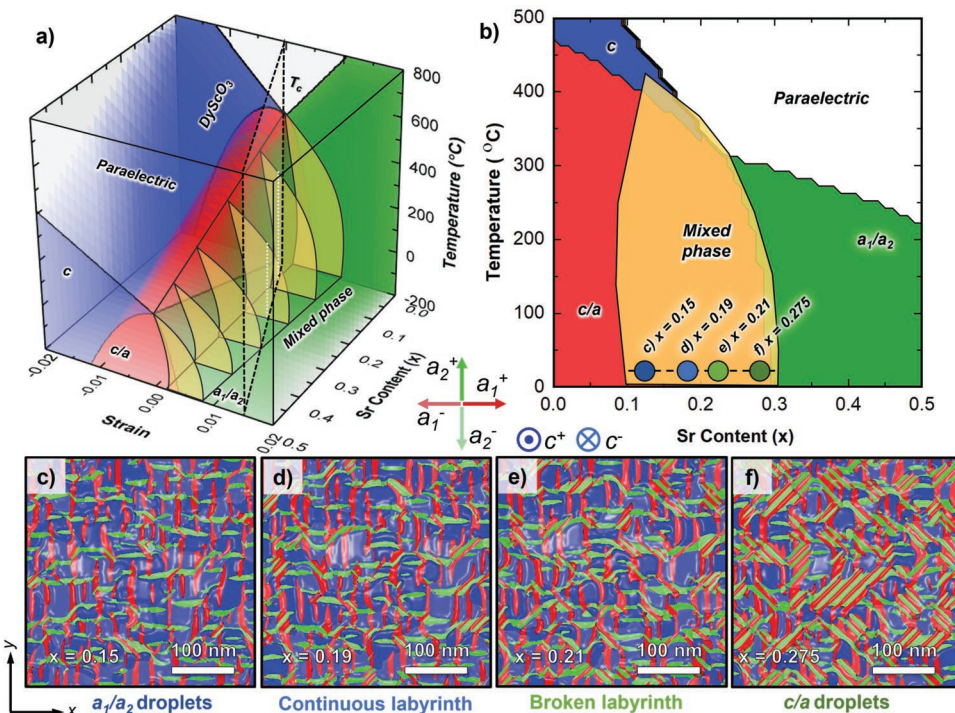 a)
DyScO3
Tc
Paraelectric
c
c/a
a1/a2
Mixed phase
800
600
400
200
0
-200
Temperature (°C)
-0.02
-0.01
0.00
0.01
0.02
Strain
0.0
0.1
0.2
0.3
0.4
0.5
Sr Content (x)
b)
500
400
300
200
100
0
Temperature ( °C)
c
Paraelectric
Mixed phase
a1/a2
c/a
c) x = 0.15
d) x = 0.19
e) x = 0.21
f) x = 0.275
0.0 0.1 0.2 0.3 0.4 0.5
Sr Content (x)
a2+
a1+
a1-
a2-
c+ c-
c)
x = 0.15 100 nm
d)
x = 0.19 100 nm
e)
x = 0.21 100 nm
f)
x = 0.275 100 nm
y
x
a1/a2 droplets
Continuous labyrinth
Broken labyrinth
c/a droplets